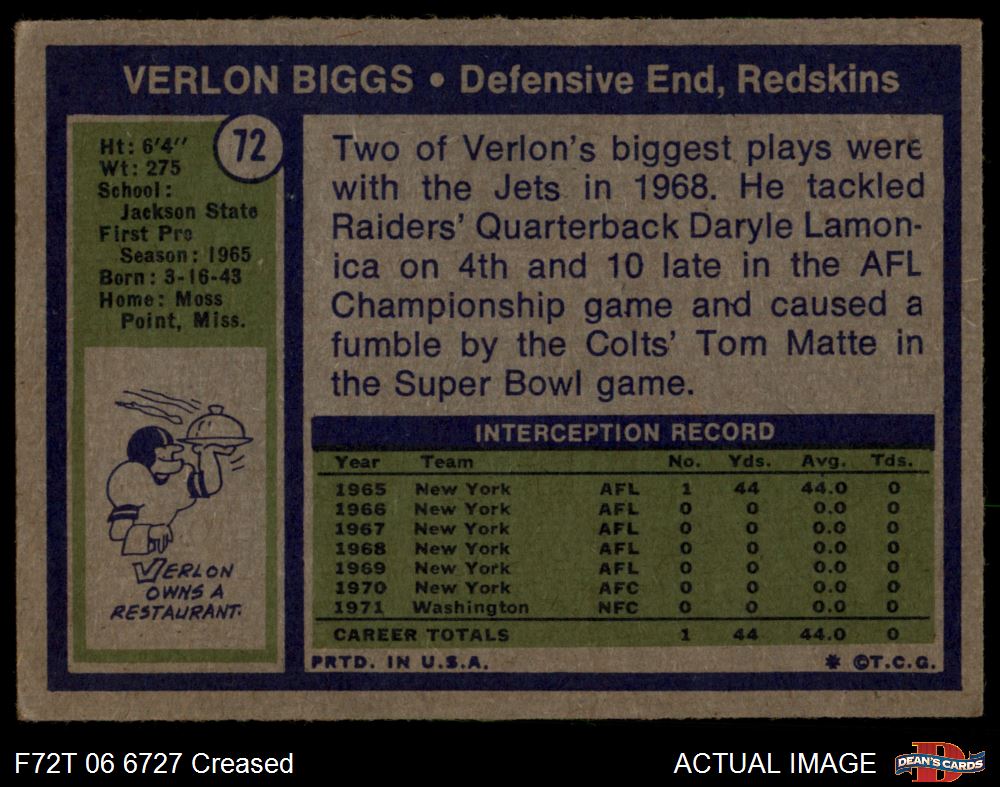 VERLON BIGGS • Defensive End, Redskins
72
Ht: 6'4''
Wt: 275
School:
Jackson State
First Pro
Season: 1965
Born: 3-16-43
Home: Moss
Point, Miss.
VERLON
OWNS A
RESTAURANT.
Two of Verlon's biggest plays were
with the Jets in 1968. He tackled
Raiders' Quarterback Daryle Lamon-
ica on 4th and 10 late in the AFL
Championship game and caused a
fumble by the Colts' Tom Matte in
the Super Bowl game.
INTERCEPTION RECORD
Year Team No. Yds. Avg. Tds.
1965 New York AFL 1 44 44.0 0
1966 New York AFL 0 0 0.0 0
1967 New York AFL 0 0 0.0 0
1968 New York AFL 0 0 0.0 0
1969 New York AFL 0 0 0.0 0
1970 New York AFC 0 0 0.0 0
1971 Washington NFC 0 0 0.0 0
CAREER TOTALS 1 44 44.0 0
PRTD. IN U.S.A. * ©T.C.G.
F72T 06 6727 Creased
ACTUAL IMAGE
D
DEAN'S CARDS